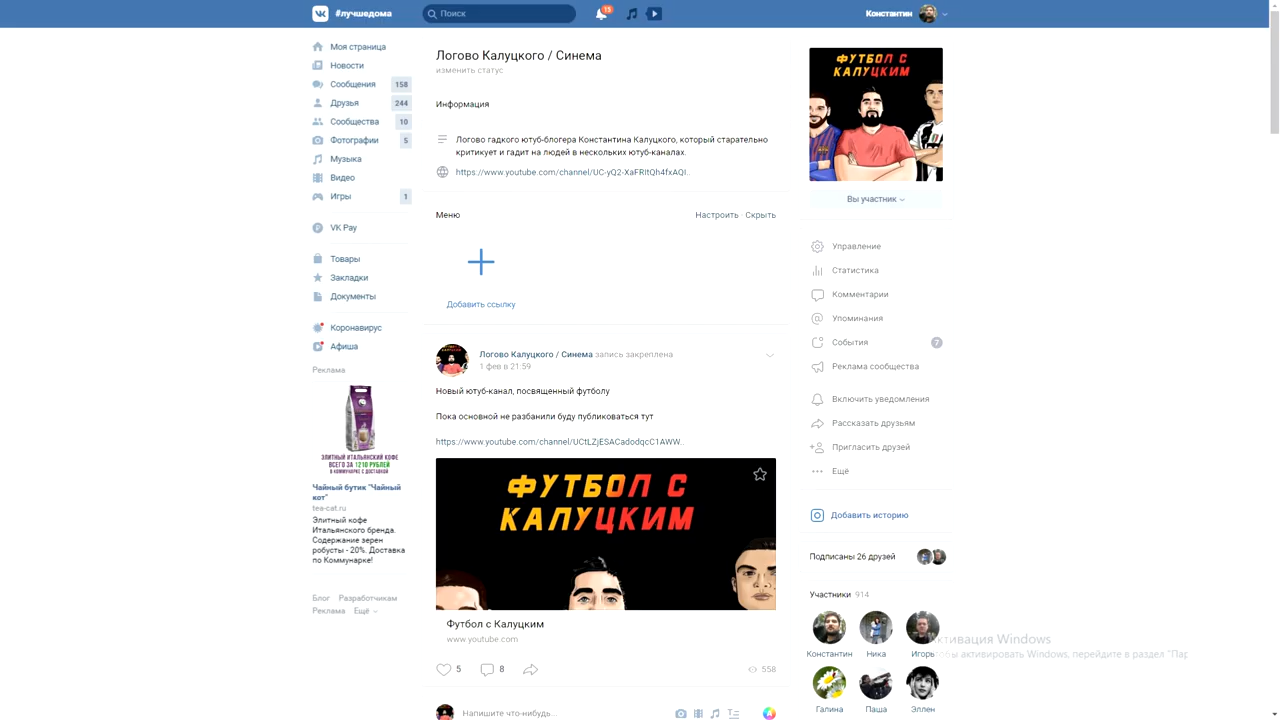 #лучшедома
Поиск
15
Константин
Моя страница
Новости
Сообщения 158
Друзья 244
Сообщества 10
Фотографии 5
Музыка
Видео
Игры 1
VK Pay
Товары
Закладки
Документы
Коронавирус
Афиша
Реклама
ЭЛИТНЫЙ ИТАЛЬЯНСКИЙ КОФЕ
ВСЕГО ЗА 1210 РУБЛЕЙ
В КОММУНАРКЕ С ДОСТАВКОЙ
Чайный бутик "Чайный
кот"
tea-cat.ru
Элитный кофе
Итальянского бренда.
Содержание зерен
робусты - 20%. Доставка
по Коммунарке!
Блог Разработчикам
Реклама Ещё
Логово Калуцкого / Синема
изменить статус
Информация
Логово гадкого ютуб-блогера Константина Калуцкого, который старательно
критикует и гадит на людей в нескольких ютуб-каналах.
https://www.youtube.com/channel/UC-yQ2-XaFRItQh4fxAQI..
Меню
Настроить · Скрыть
Добавить ссылку
Логово Калуцкого / Синема запись закреплена
1 фев в 21:59
Новый ютуб-канал, посвященный футболу
Пока основной не разбанили буду публиковаться тут
https://www.youtube.com/channel/UCtLZjESACadodqcC1AWW..
ФУТБОЛ С
КАЛУЦКИМ
Футбол с Калуцким
www.youtube.com
5 8 558
Напишите что-нибудь...
ФУТБОЛ С
КАЛУЦКИМ
Вы участник
Управление
Статистика
Комментарии
Упоминания
События 7
Реклама сообщества
Включить уведомления
Рассказать друзьям
Пригласить друзей
Ещё
Добавить историю
Подписаны 26 друзей
Участники 914
Константин Ника Игорь
Галина Паша Эллен
активация Windows
обы активировать Windows, перейдите в раздел "Пар